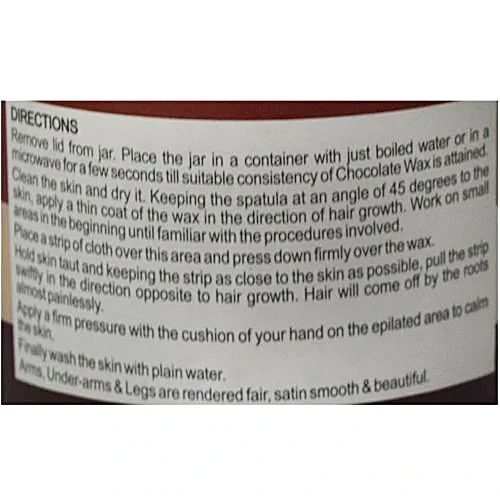 DIRECTIONS
Remove lid from jar. Place the jar in a container with just boiled water or in a
microwave for a few seconds till suitable consistency of Chocolate Wax is attained.
Clean the skin and dry it. Keeping the spatula at an angle of 45 degrees to the
skin, apply a thin coat of the wax in the direction of hair growth. Work on small
areas in the beginning until familiar with the procedures involved.
Place a strip of cloth over this area and press down firmly over the wax.
Hold skin taut and keeping the strip as close to the skin as possible, pull the strip
swiftly in the direction opposite to hair growth. Hair will come off by the roots
almost painlessly.
Apply a firm pressure with the cushion of your hand on the epilated area to calm
the skin.
Finally wash the skin with plain water.
Arms, Under-arms & Legs are rendered fair, satin smooth & beautiful.